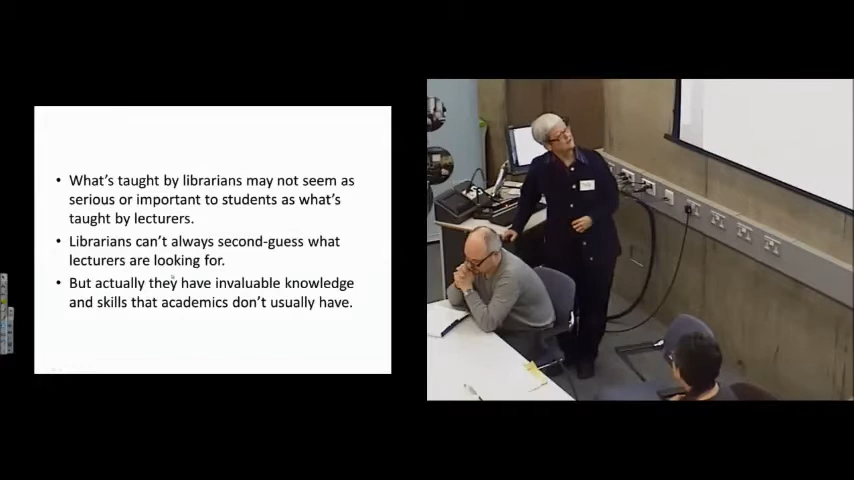 • What's taught by librarians may not seem as
serious or important to students as what's
taught by lecturers.
• Librarians can't always second-guess what
lecturers are looking for.
• But actually they have invaluable knowledge
and skills that academics don't usually have.